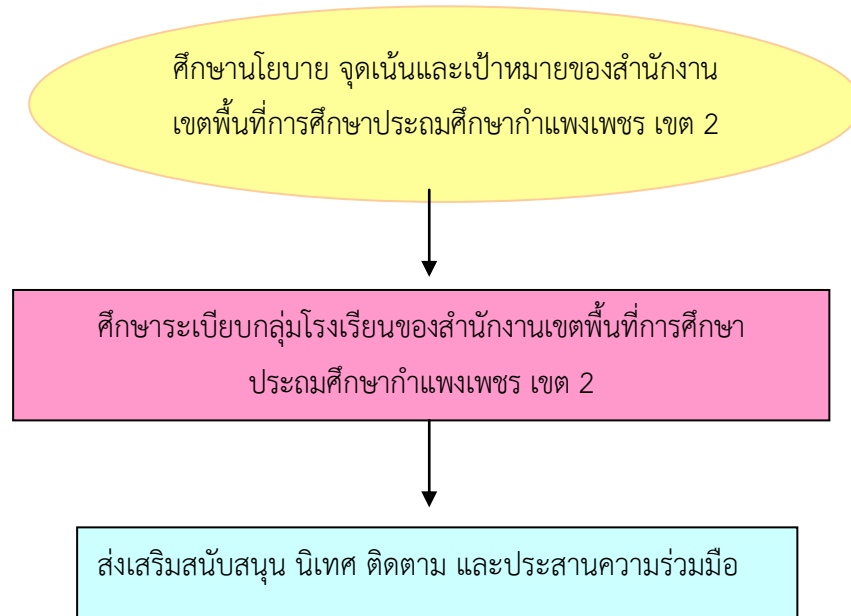 ศึกษานโยบาย จุดเน้นและเป้าหมายของสำนักงาน
เขตพื้นที่การศึกษาประถมศึกษากำแพงเพชร เขต 2
ศึกษาระเบียบกลุ่มโรงเรียนของสำนักงานเขตพื้นที่การศึกษา
ประถมศึกษากำแพงเพชร เขต 2
ส่งเสริมสนับสนุน นิเทศ ติดตาม และประสานความร่วมมือ